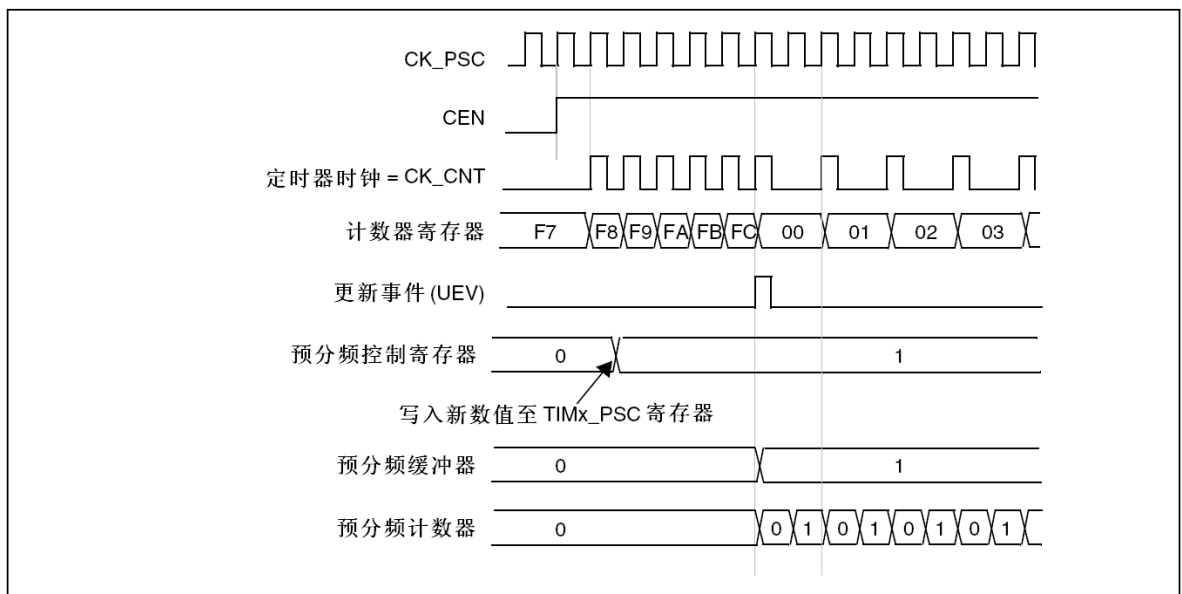 CK_PSC
CEN
定时器时钟 = CK_CNT
计数器寄存器 F7 F8 F9 FA FB FC 00 01 02 03
更新事件 (UEV)
预分频控制寄存器 0 1
写入新数值至 TIMx_PSC 寄存器
预分频缓冲器 0 1
预分频计数器 0 0 1 0 1 0 1 0 1